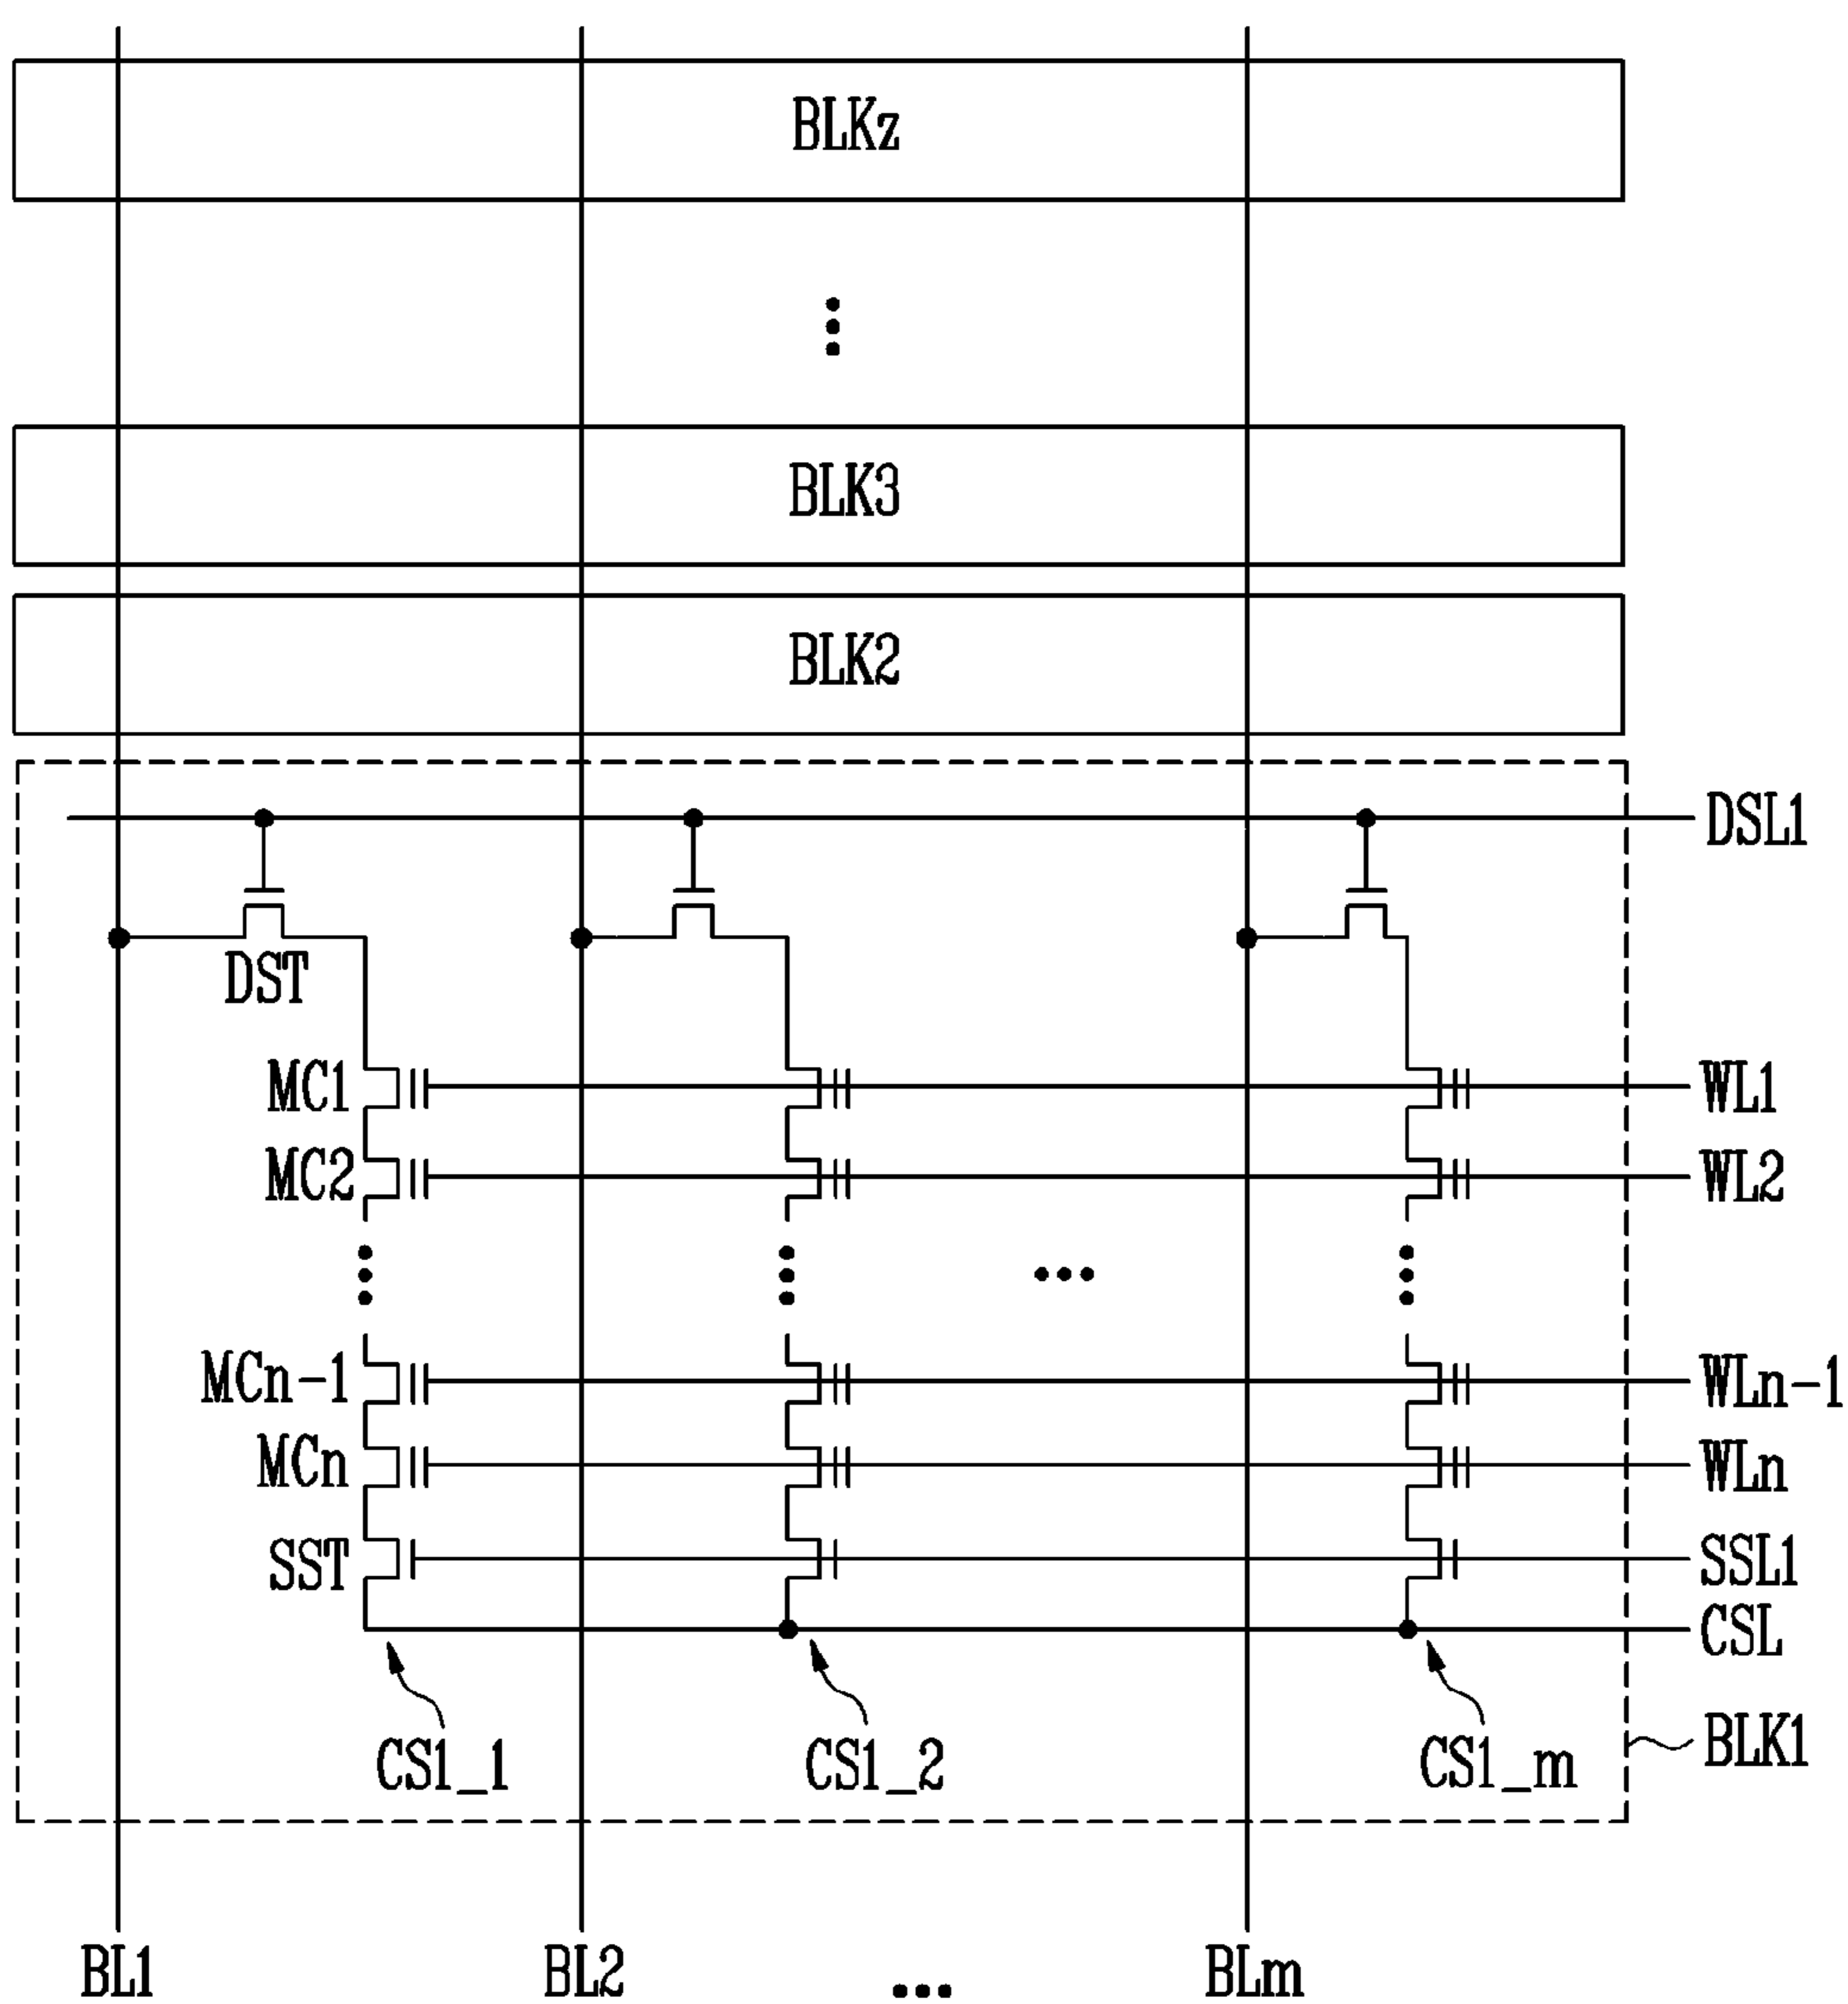 BLKz
BLK3
BLK2
DSL1
DST
MC1
WL1
MC2
WL2
MCn-1
WLn-1
MCn
WLn
SST
SSL1
CSL
CS1_1
CS1_2
CS1_m
BLK1
BL1
BL2
...
BLm